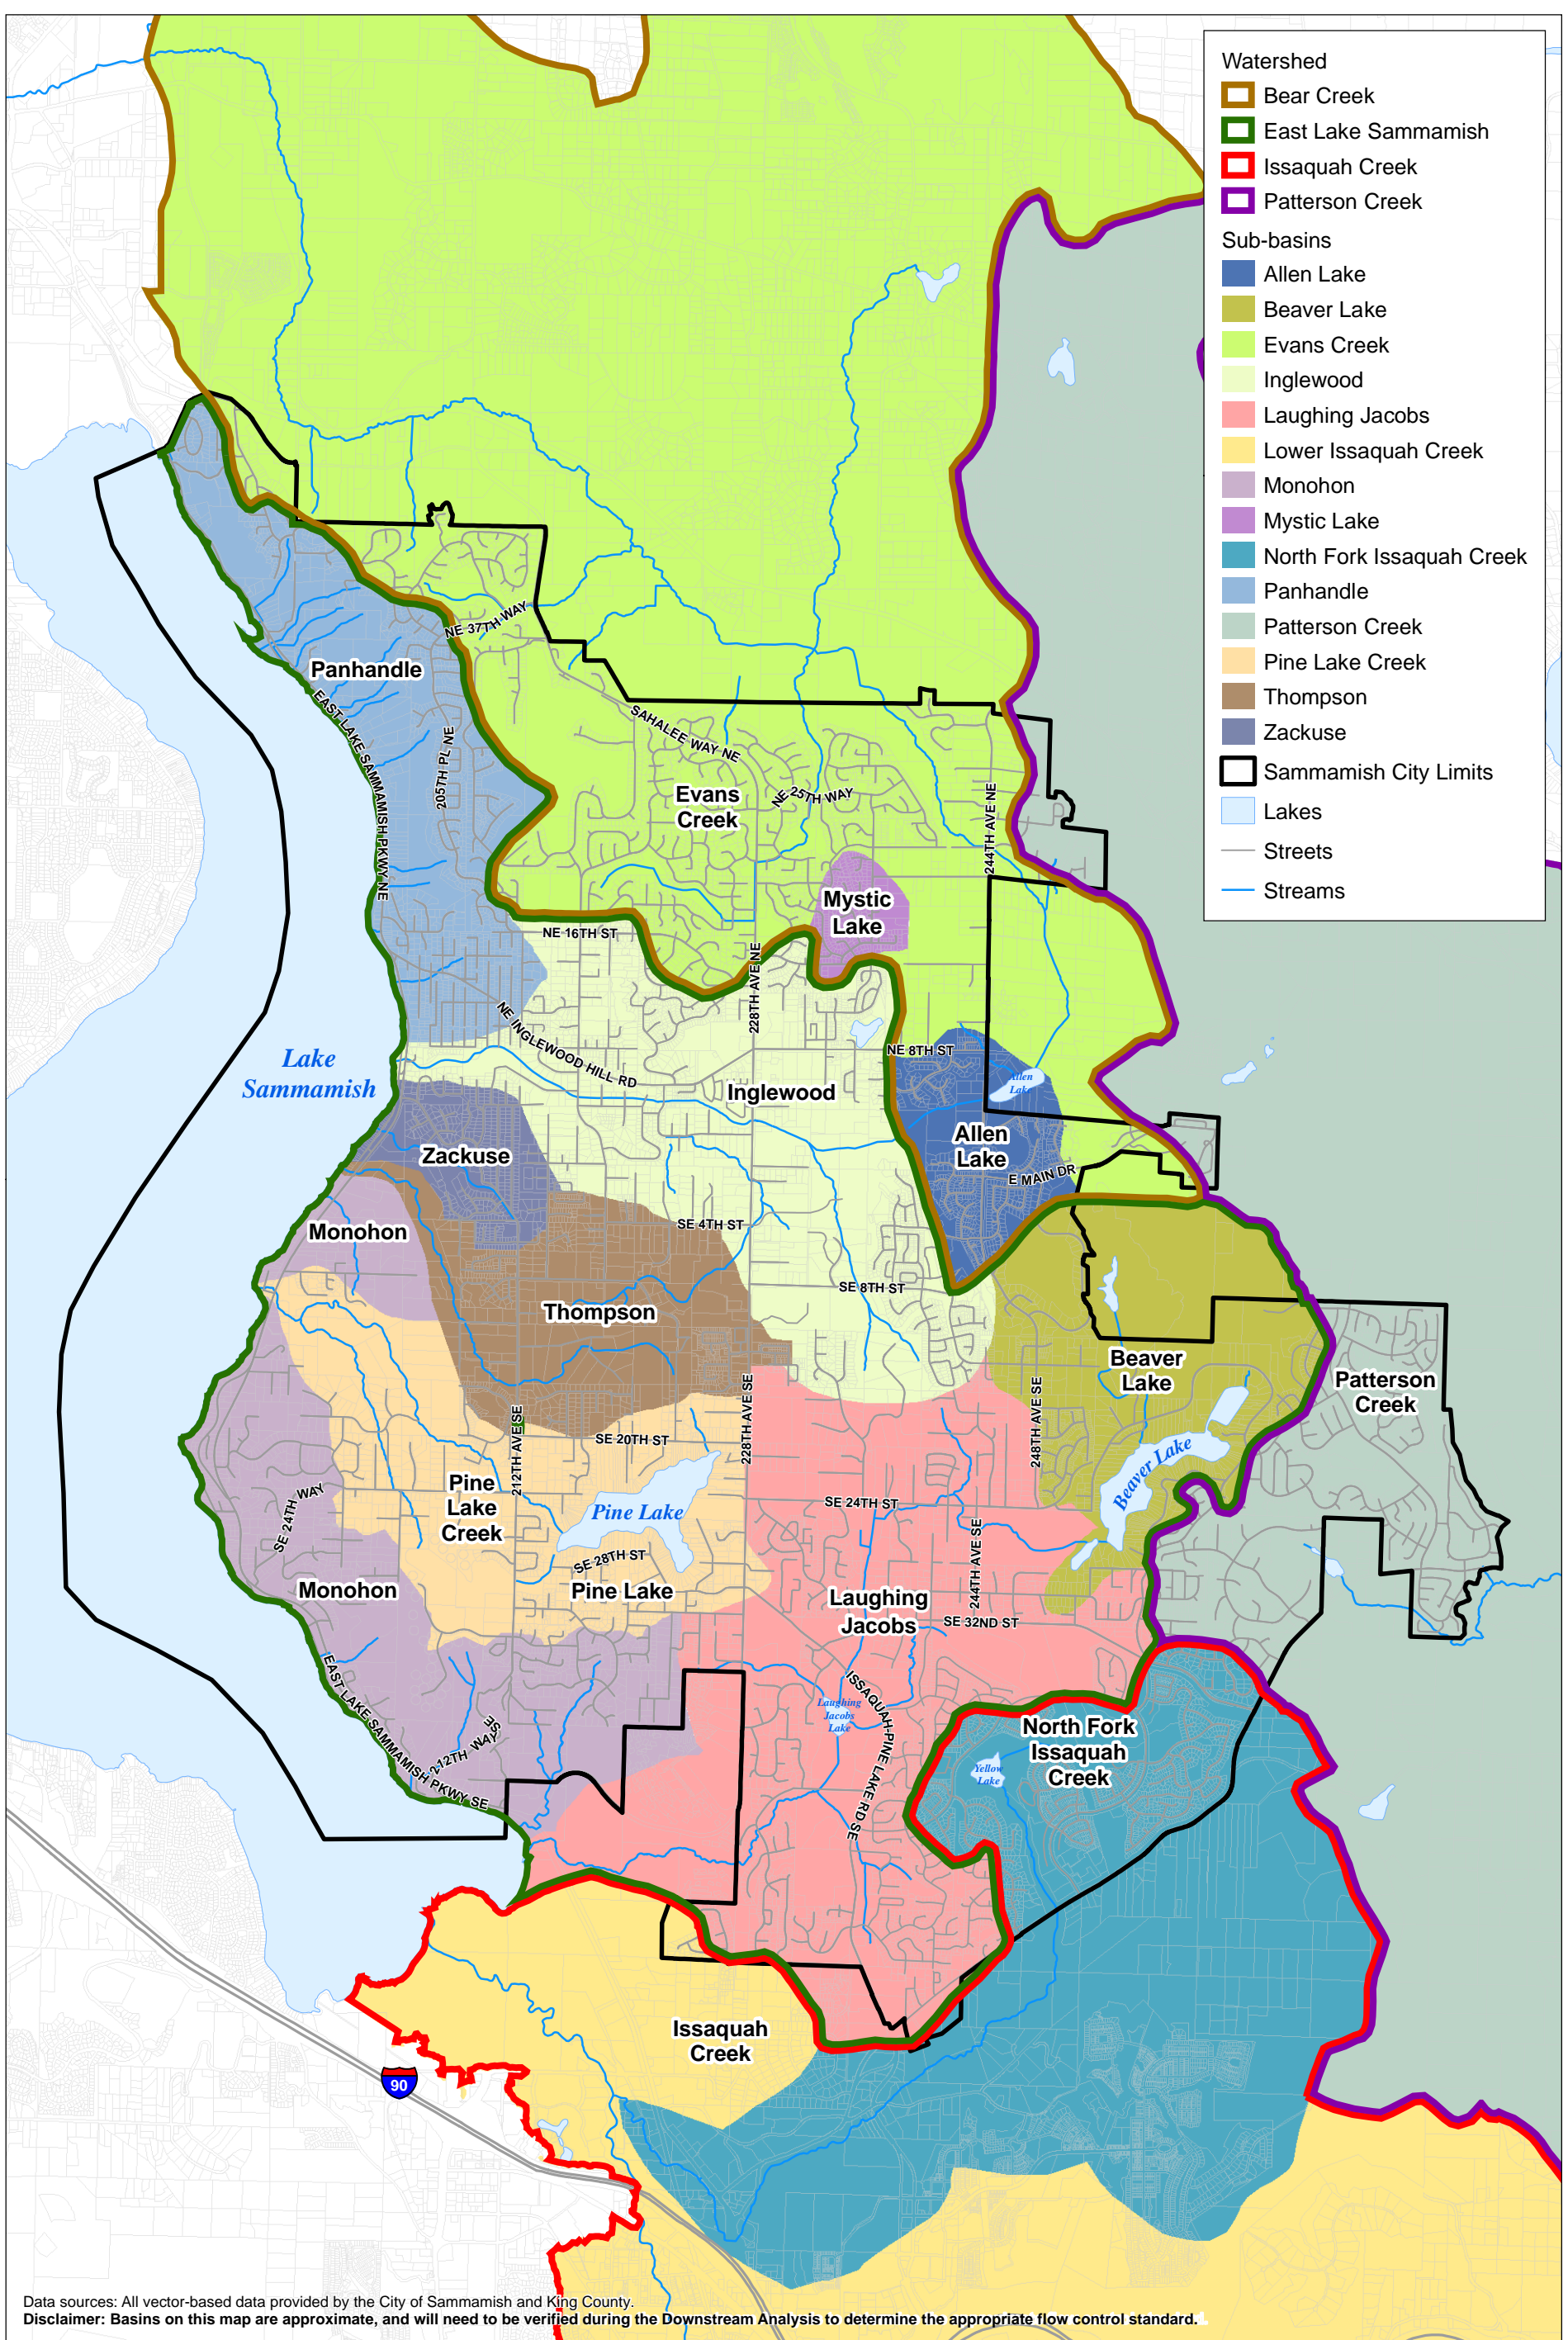 Watershed
Bear Creek
East Lake Sammamish
Issaquah Creek
Patterson Creek
Sub-basins
Allen Lake
Beaver Lake
Evans Creek
Inglewood
Laughing Jacobs
Lower Issaquah Creek
Monohon
Mystic Lake
North Fork Issaquah Creek
Panhandle
Patterson Creek
Pine Lake Creek
Thompson
Zackuse
Sammamish City Limits
Lakes
Streets
Streams
NE 37TH WAY
Panhandle
EAST LAKE SAMMAMISH PKWY NE
205TH PL NE
SAHALEE WAY NE
Evans
Creek
NE 25TH WAY
244TH AVE NE
Mystic
Lake
NE 16TH ST
228TH AVE NE
NE INGLEWOOD HILL RD
NE 8TH ST
Lake
Sammamish
Allen
Lake
Inglewood
Allen
Lake
Zackuse
E MAIN DR
Monohon
SE 4TH ST
SE 8TH ST
Thompson
Beaver
Lake
Patterson
Creek
228TH AVE SE
248TH AVE SE
212TH AVE SE
SE 20TH ST
Beaver Lake
Pine
Lake
Creek
Pine Lake
SE 24TH ST
SE 24TH WAY
244TH AVE SE
SE 28TH ST
Monohon
Pine Lake
Laughing
Jacobs
SE 32ND ST
EAST LAKE SAMMAMISH PKWY SE
212TH WAY SE
ISSAQUAH-PINE LAKE RD SE
Laughing
Jacobs
Lake
North Fork
Issaquah
Creek
Yellow
Lake
Issaquah
Creek
90
Data sources: All vector-based data provided by the City of Sammamish and King County.
Disclaimer: Basins on this map are approximate, and will need to be verified during the Downstream Analysis to determine the appropriate flow control standard.